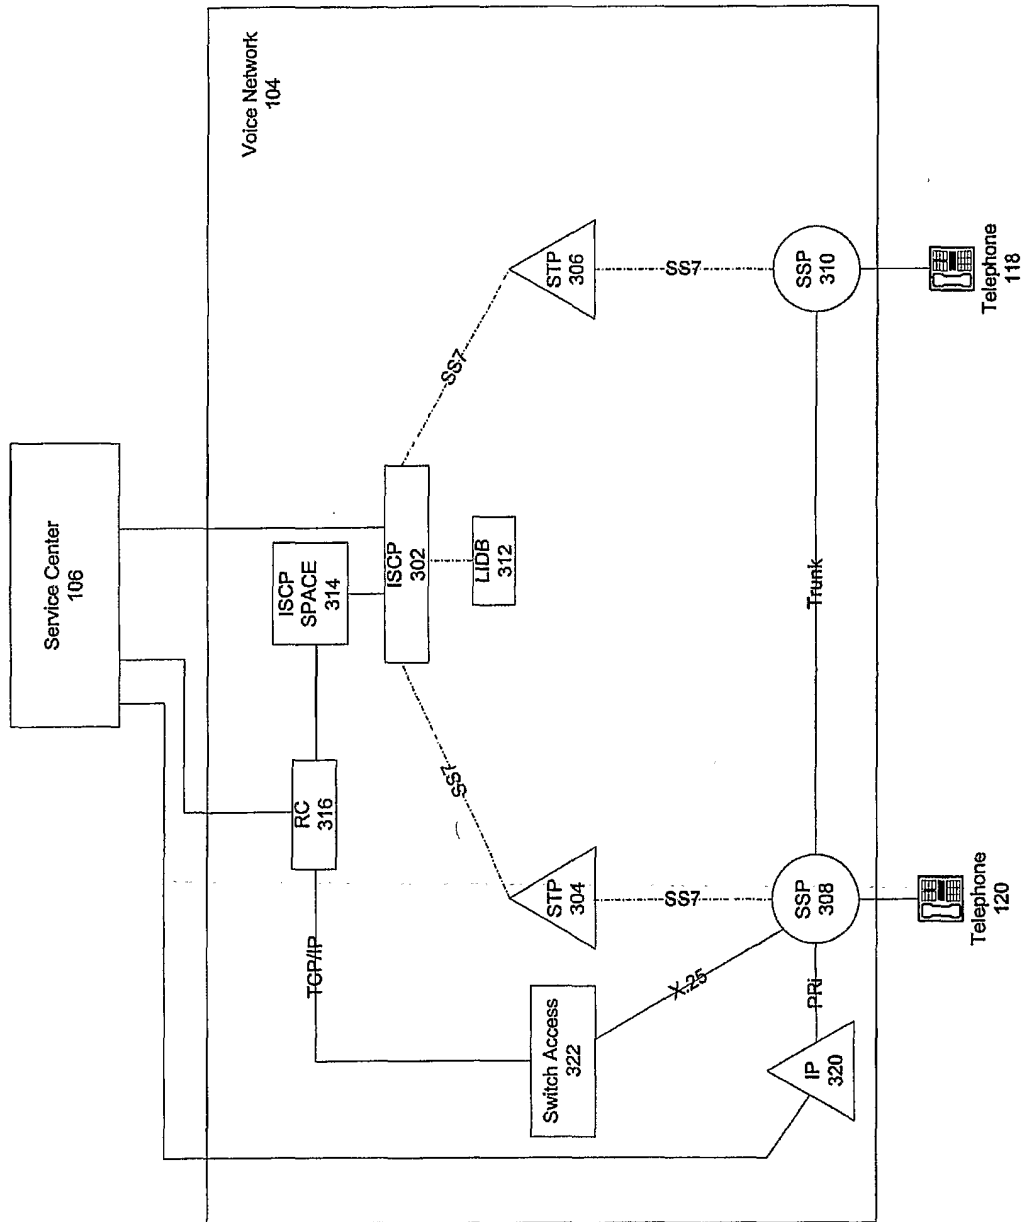 Service Center
106
Voice Network
104
ISCP
SPACE
314
RC
316
ISCP
302
LIDB
312
SS7
SS7
TCP/IP
STP
304
STP
306
Switch Access
322
SS7
SS7
X.25
Trunk
PRI
IP
320
SSP
308
SSP
310
Telephone
120
Telephone
118